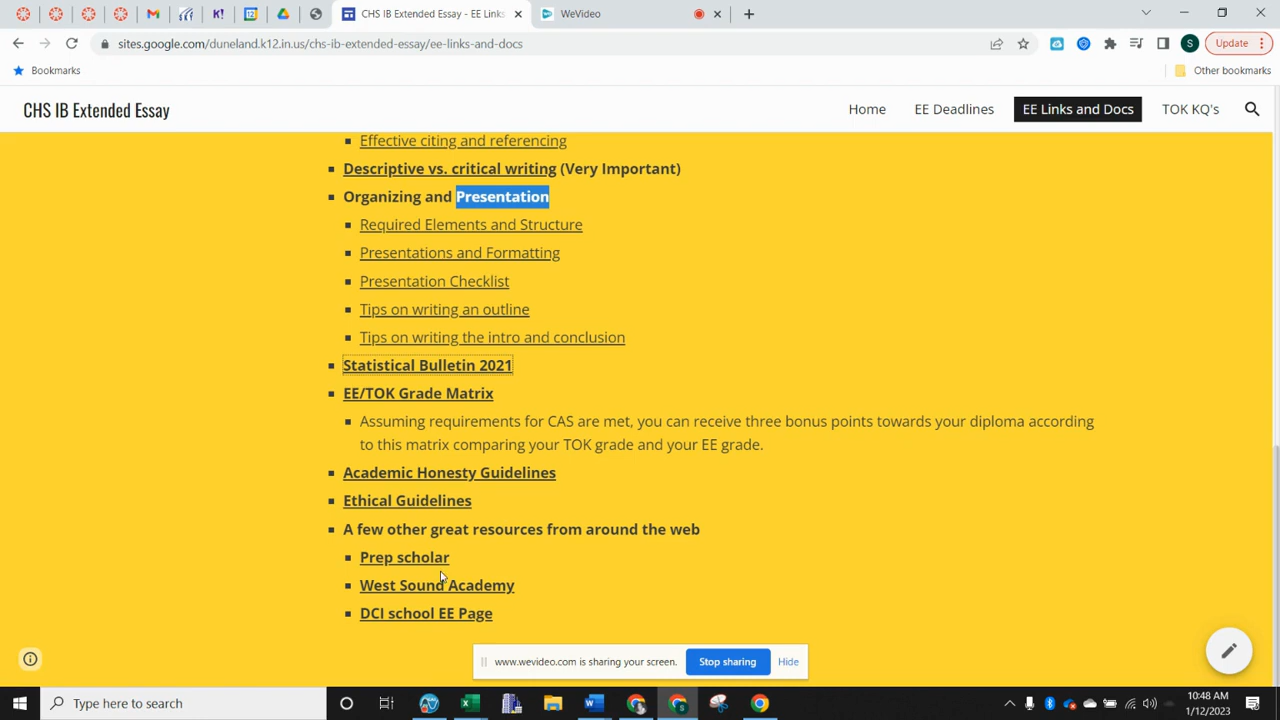 CHS IB Extended Essay - EE Links
WeVideo
sites.google.com/duneland.k12.in.us/chs-ib-extended-essay/ee-links-and-docs
S
Update
Bookmarks
Other bookmarks
CHS IB Extended Essay
Home
EE Deadlines
EE Links and Docs
TOK KQ's
Effective citing and referencing
Descriptive vs. critical writing (Very Important)
Organizing and Presentation
Required Elements and Structure
Presentations and Formatting
Presentation Checklist
Tips on writing an outline
Tips on writing the intro and conclusion
Statistical Bulletin 2021
EE/TOK Grade Matrix
Assuming requirements for CAS are met, you can receive three bonus points towards your diploma according
to this matrix comparing your TOK grade and your EE grade.
Academic Honesty Guidelines
Ethical Guidelines
A few other great resources from around the web
Prep scholar
West Sound Academy
DCI school EE Page
www.wevideo.com is sharing your screen.
Stop sharing
Hide
Type here to search
10:48 AM
1/12/2023